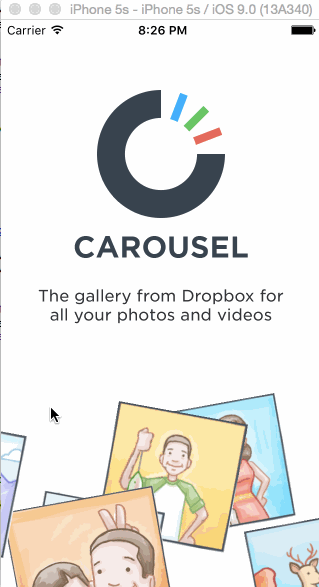 iPhone 5s - iPhone 5s / iOS 9.0 (13A340)
Carrier 8:26 PM
CAROUSEL
The gallery from Dropbox for
all your photos and videos